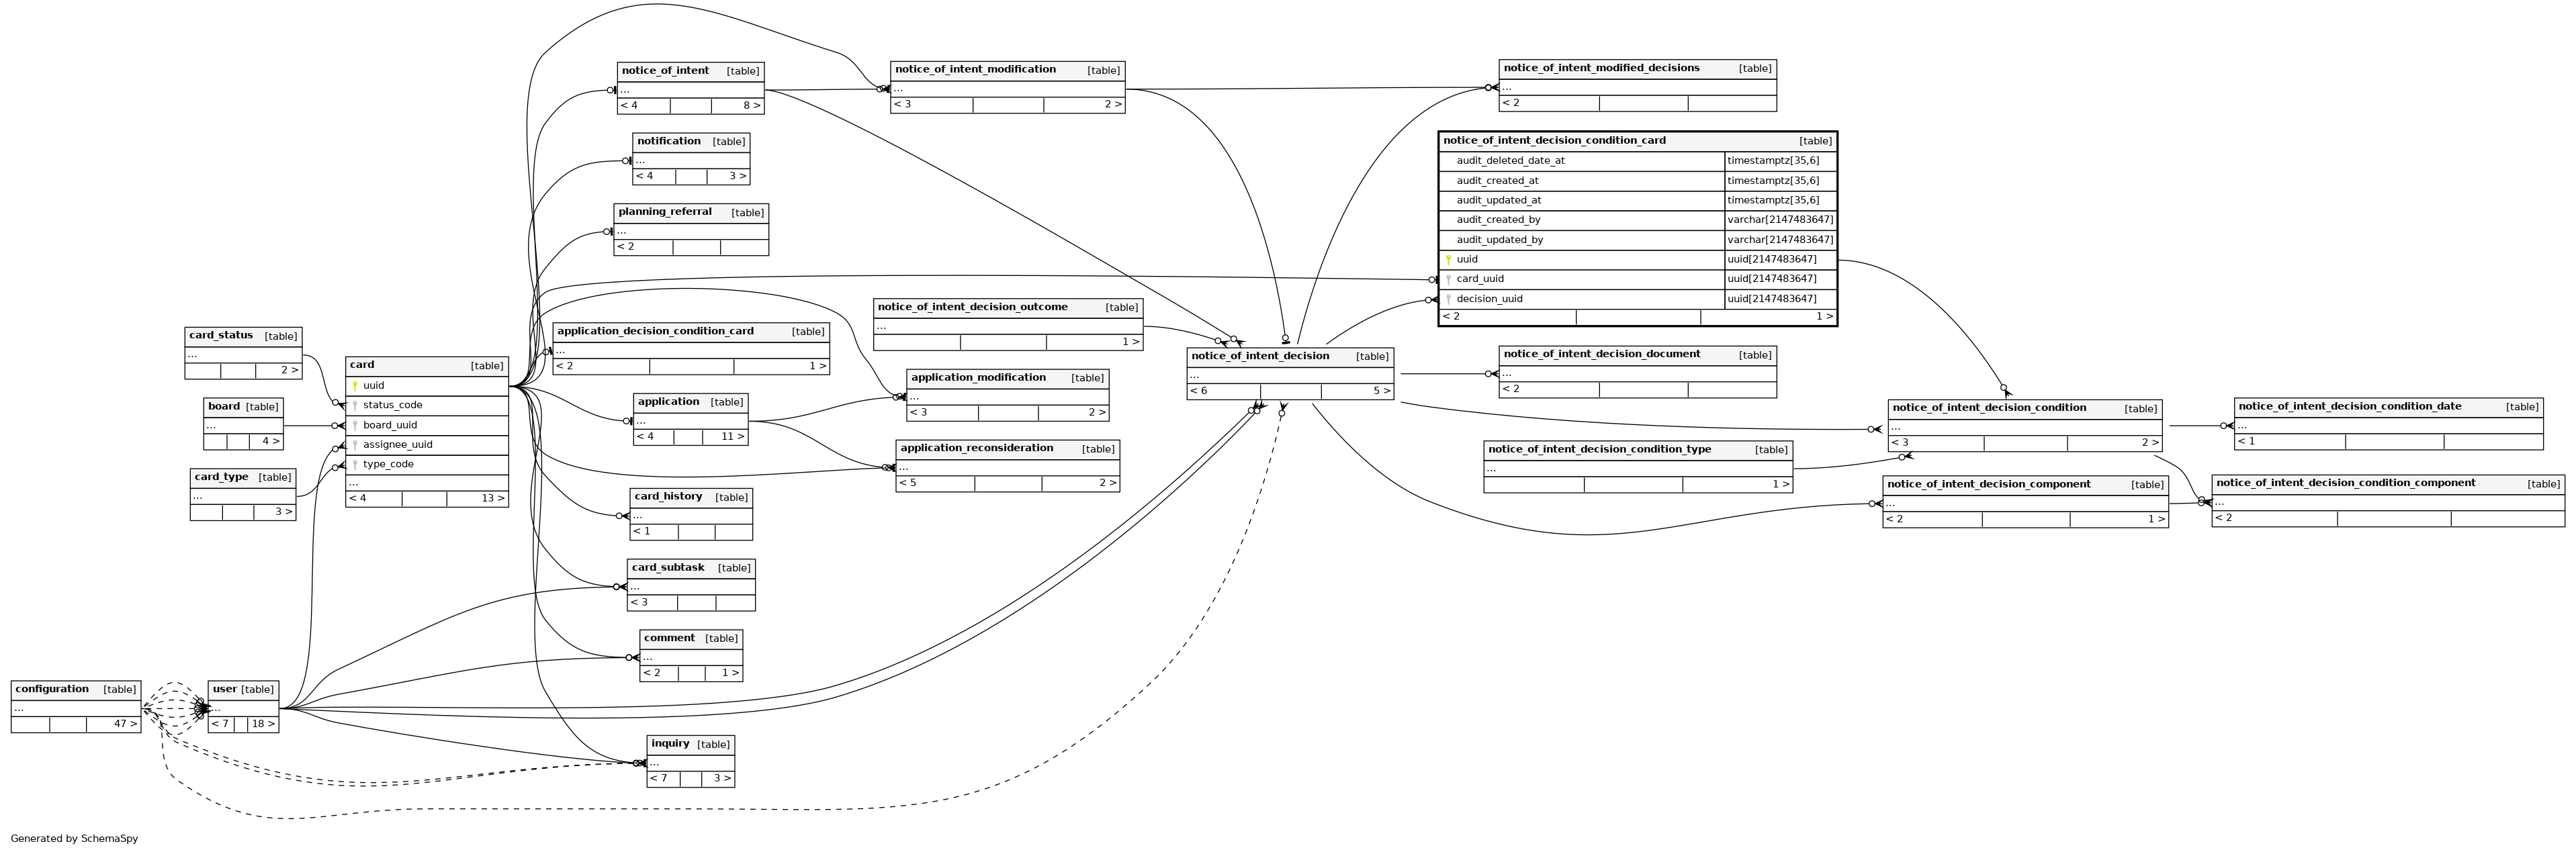 notice_of_intent [table]
...
< 4 8 >
notice_of_intent_modification [table]
...
< 3 2 >
notice_of_intent_modified_decisions [table]
...
< 2
notification [table]
...
< 4 3 >
notice_of_intent_decision_condition_card [table]
audit_deleted_date_at timestamptz[35,6]
audit_created_at timestamptz[35,6]
audit_updated_at timestamptz[35,6]
audit_created_by varchar[2147483647]
audit_updated_by varchar[2147483647]
uuid uuid[2147483647]
card_uuid uuid[2147483647]
decision_uuid uuid[2147483647]
< 2 1 >
planning_referral [table]
...
< 2
notice_of_intent_decision_outcome [table]
...
1 >
card_status [table]
...
2 >
card [table]
uuid
status_code
board_uuid
assignee_uuid
type_code
...
< 4 13 >
application_decision_condition_card [table]
...
< 2 1 >
notice_of_intent_decision [table]
...
< 6 5 >
notice_of_intent_decision_document [table]
...
< 2
application_modification [table]
...
< 3 2 >
board [table]
...
4 >
application [table]
...
< 4 11 >
notice_of_intent_decision_condition [table]
...
< 3 2 >
notice_of_intent_decision_condition_date [table]
...
< 1
application_reconsideration [table]
...
< 5 2 >
notice_of_intent_decision_condition_type [table]
...
1 >
card_type [table]
...
3 >
notice_of_intent_decision_component [table]
...
< 2 1 >
notice_of_intent_decision_condition_component [table]
...
< 2
card_history [table]
...
< 1
card_subtask [table]
...
< 3
comment [table]
...
< 2 1 >
configuration [table]
...
47 >
user [table]
...
< 7 18 >
inquiry [table]
...
< 7 3 >
Generated by SchemaSpy